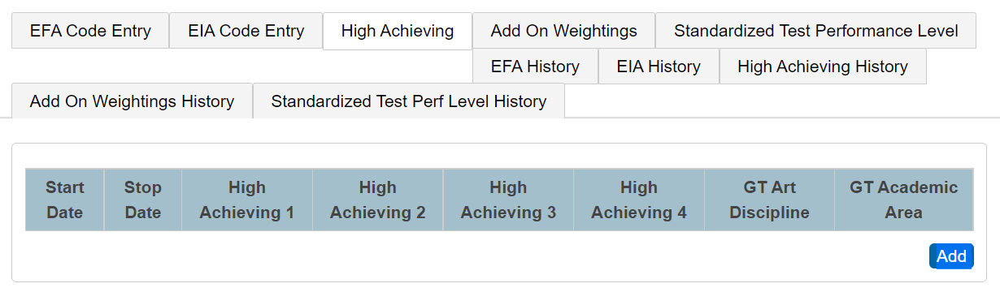 EFA Code Entry EIA Code Entry High Achieving Add On Weightings Standardized Test Performance Level
EFA History EIA History High Achieving History
Add On Weightings History Standardized Test Perf Level History
Start Date Stop Date High Achieving 1 High Achieving 2 High Achieving 3 High Achieving 4 GT Art Discipline GT Academic Area
Add